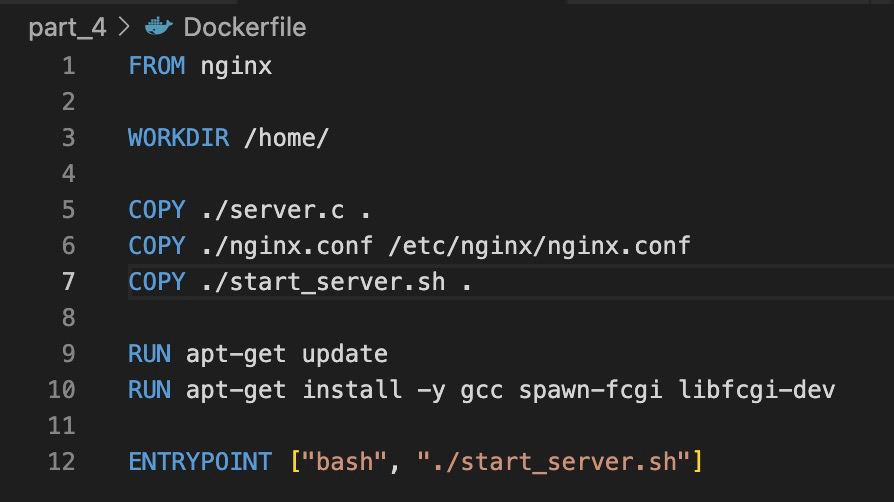 part_4 > Dockerfile
1 FROM nginx
2
3 WORKDIR /home/
4
5 COPY ./server.c .
6 COPY ./nginx.conf /etc/nginx/nginx.conf
7 COPY ./start_server.sh .
8
9 RUN apt-get update
10 RUN apt-get install -y gcc spawn-fcgi libfcgi-dev
11
12 ENTRYPOINT ["bash", "./start_server.sh"]